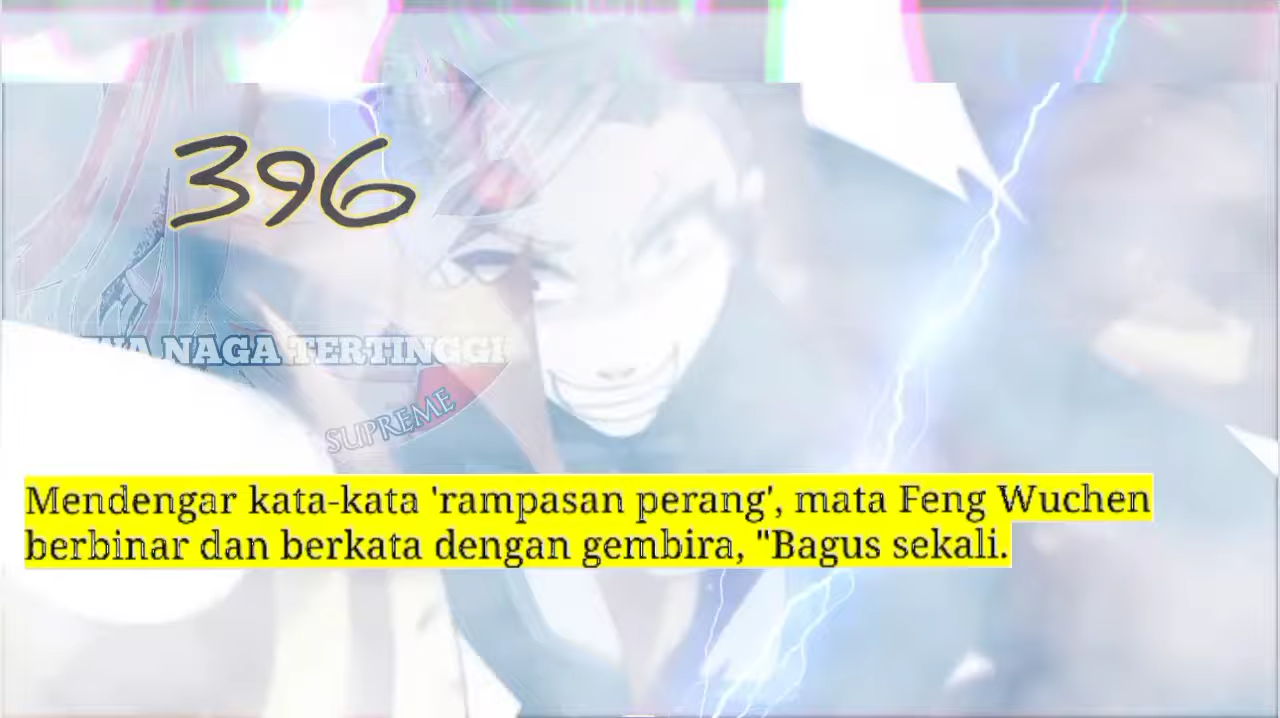 396
NAGA TERTINGGI
SUPREME
Mendengar kata-kata 'rampasan perang', mata Feng Wuchen
berbinar dan berkata dengan gembira, "Bagus sekali.